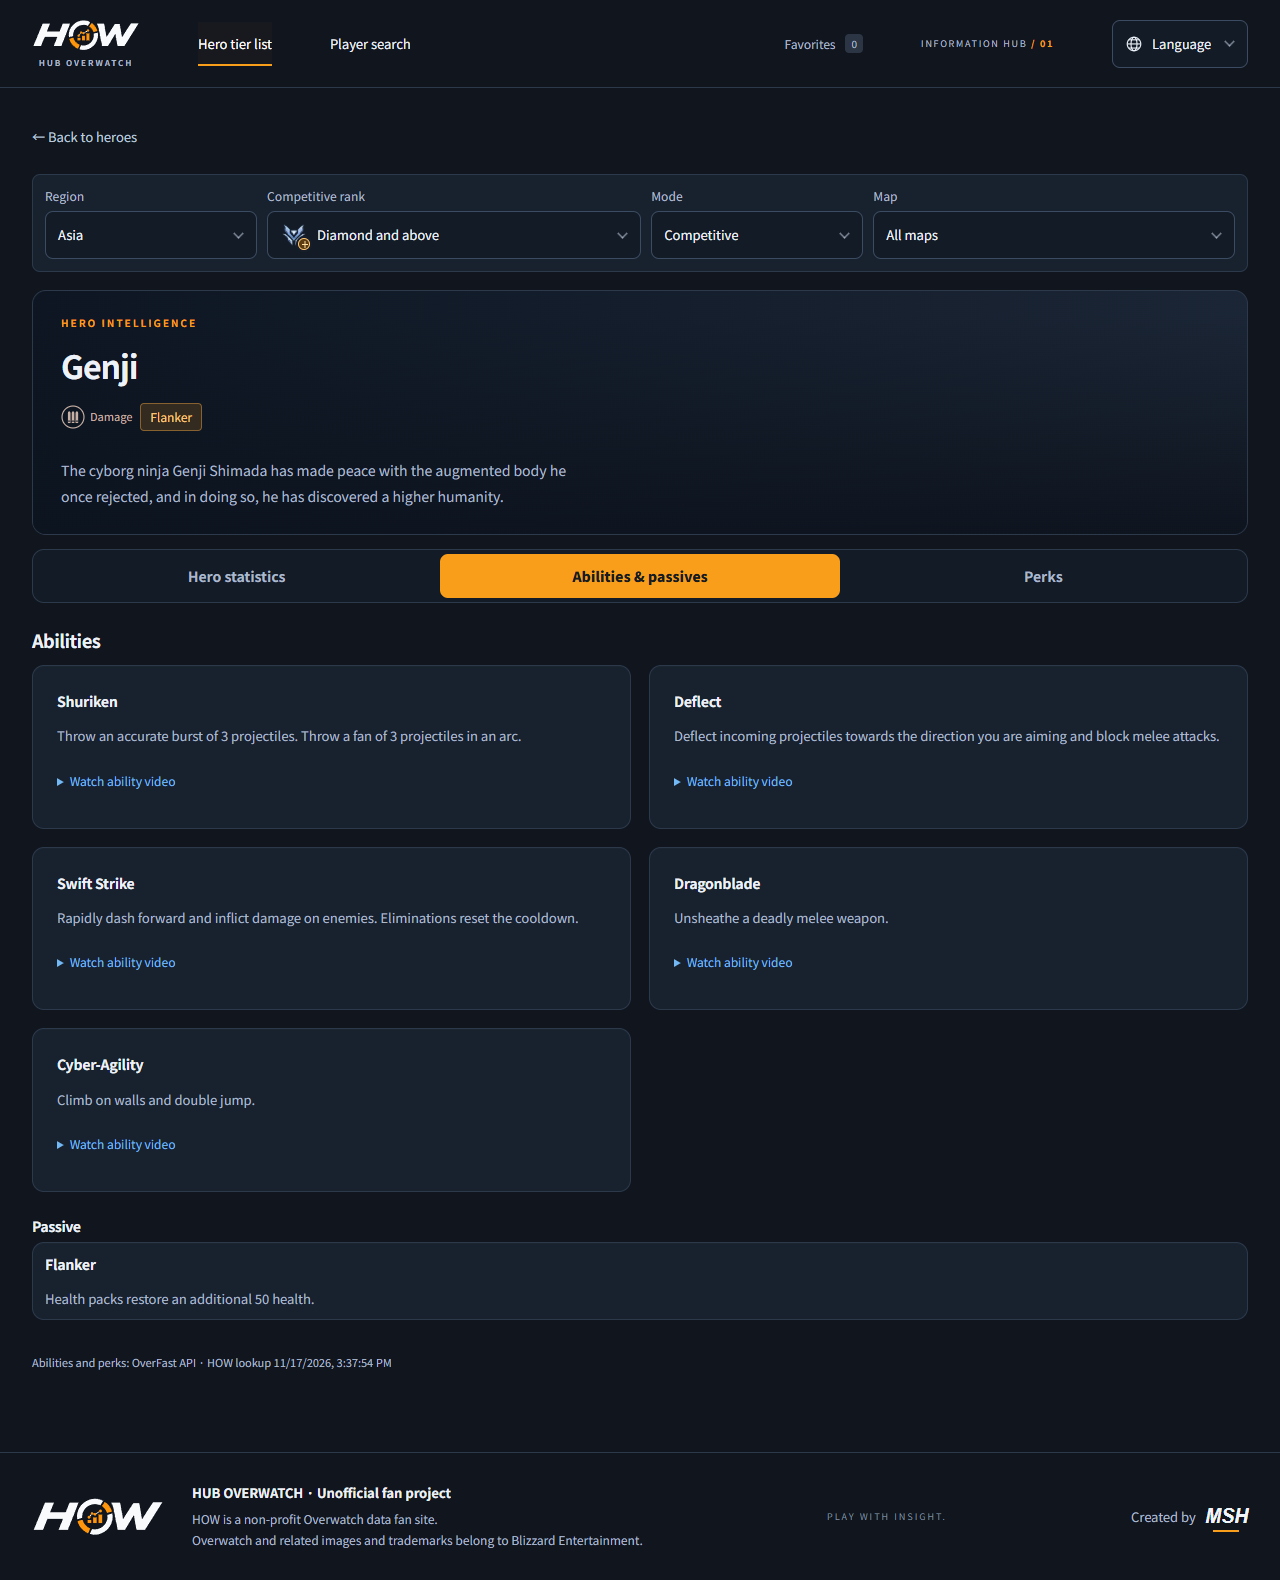 HOW
HUB OVERWATCH
Hero tier list
Player search
Favorites 0
INFORMATION HUB / 01
Language
← Back to heroes
Region
Competitive rank
Mode
Map
Asia
Diamond and above
Competitive
All maps
HERO INTELLIGENCE
Genji
Damage
Flanker
The cyborg ninja Genji Shimada has made peace with the augmented body he
once rejected, and in doing so, he has discovered a higher humanity.
Hero statistics
Abilities & passives
Perks
Abilities
Shuriken
Throw an accurate burst of 3 projectiles. Throw a fan of 3 projectiles in an arc.
Watch ability video
Deflect
Deflect incoming projectiles towards the direction you are aiming and block melee attacks.
Watch ability video
Swift Strike
Rapidly dash forward and inflict damage on enemies. Eliminations reset the cooldown.
Watch ability video
Dragonblade
Unsheathe a deadly melee weapon.
Watch ability video
Cyber-Agility
Climb on walls and double jump.
Watch ability video
Passive
Flanker
Health packs restore an additional 50 health.
Abilities and perks: OverFast API · HOW lookup 11/17/2026, 3:37:54 PM
HOW
HUB OVERWATCH · Unofficial fan project
HOW is a non-profit Overwatch data fan site.
Overwatch and related images and trademarks belong to Blizzard Entertainment.
PLAY WITH INSIGHT.
Created by MSH